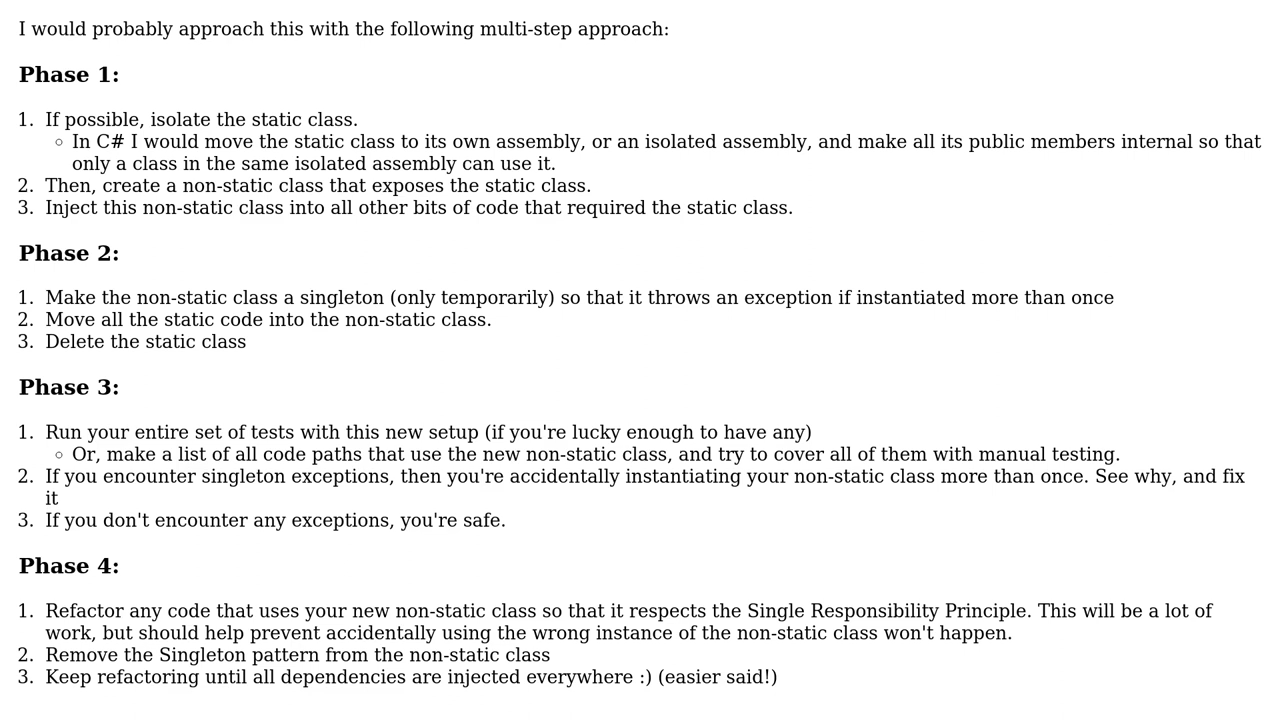 I would probably approach this with the following multi-step approach:
Phase 1:
1. If possible, isolate the static class.
◦ In C# I would move the static class to its own assembly, or an isolated assembly, and make all its public members internal so that
only a class in the same isolated assembly can use it.
2. Then, create a non-static class that exposes the static class.
3. Inject this non-static class into all other bits of code that required the static class.
Phase 2:
1. Make the non-static class a singleton (only temporarily) so that it throws an exception if instantiated more than once
2. Move all the static code into the non-static class.
3. Delete the static class
Phase 3:
1. Run your entire set of tests with this new setup (if you're lucky enough to have any)
◦ Or, make a list of all code paths that use the new non-static class, and try to cover all of them with manual testing.
2. If you encounter singleton exceptions, then you're accidentally instantiating your non-static class more than once. See why, and fix
it
3. If you don't encounter any exceptions, you're safe.
Phase 4:
1. Refactor any code that uses your new non-static class so that it respects the Single Responsibility Principle. This will be a lot of
work, but should help prevent accidentally using the wrong instance of the non-static class won't happen.
2. Remove the Singleton pattern from the non-static class
3. Keep refactoring until all dependencies are injected everywhere :) (easier said!)